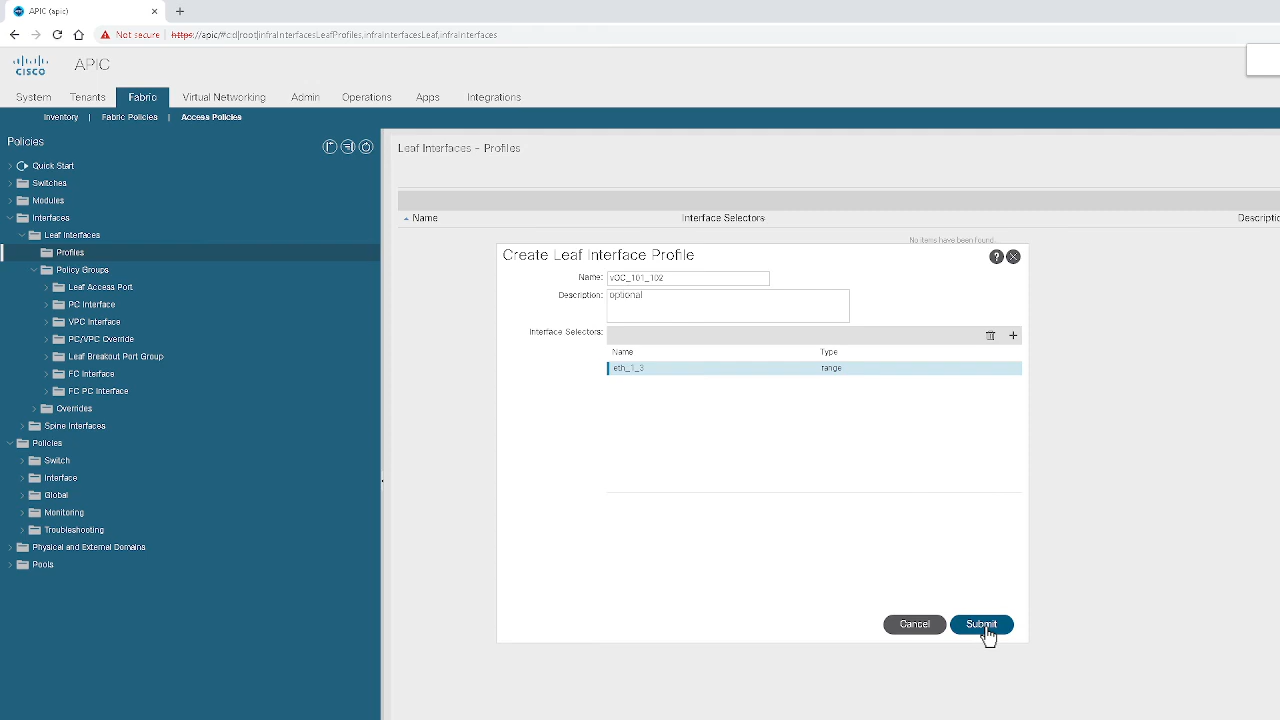 APIC (apic)
Not secure
https://apic/#c:d|root|infraInterfacesLeafProfiles,infraInterfacesLeaf,infraInterfaces
CISCO
APIC
System
Tenants
Fabric
Virtual Networking
Admin
Operations
Apps
Integrations
Inventory | Fabric Policies | Access Policies
Policies
Quick Start
Switches
Modules
Interfaces
Leaf Interfaces
Profiles
Policy Groups
Leaf Access Port
PC Interface
VPC Interface
PC/VPC Override
Leaf Breakout Port Group
FC Interface
FC PC Interface
Overrides
Spine Interfaces
Policies
Switch
Interface
Global
Monitoring
Troubleshooting
Physical and External Domains
Pools
Leaf Interfaces - Profiles
Name
Interface Selectors
Descriptio
No items have been found.
Create Leaf Interface Profile
Name: vOC_101_102
Description: optional
Interface Selectors:
Name
Type
eth_1_3
range
Cancel
Submit